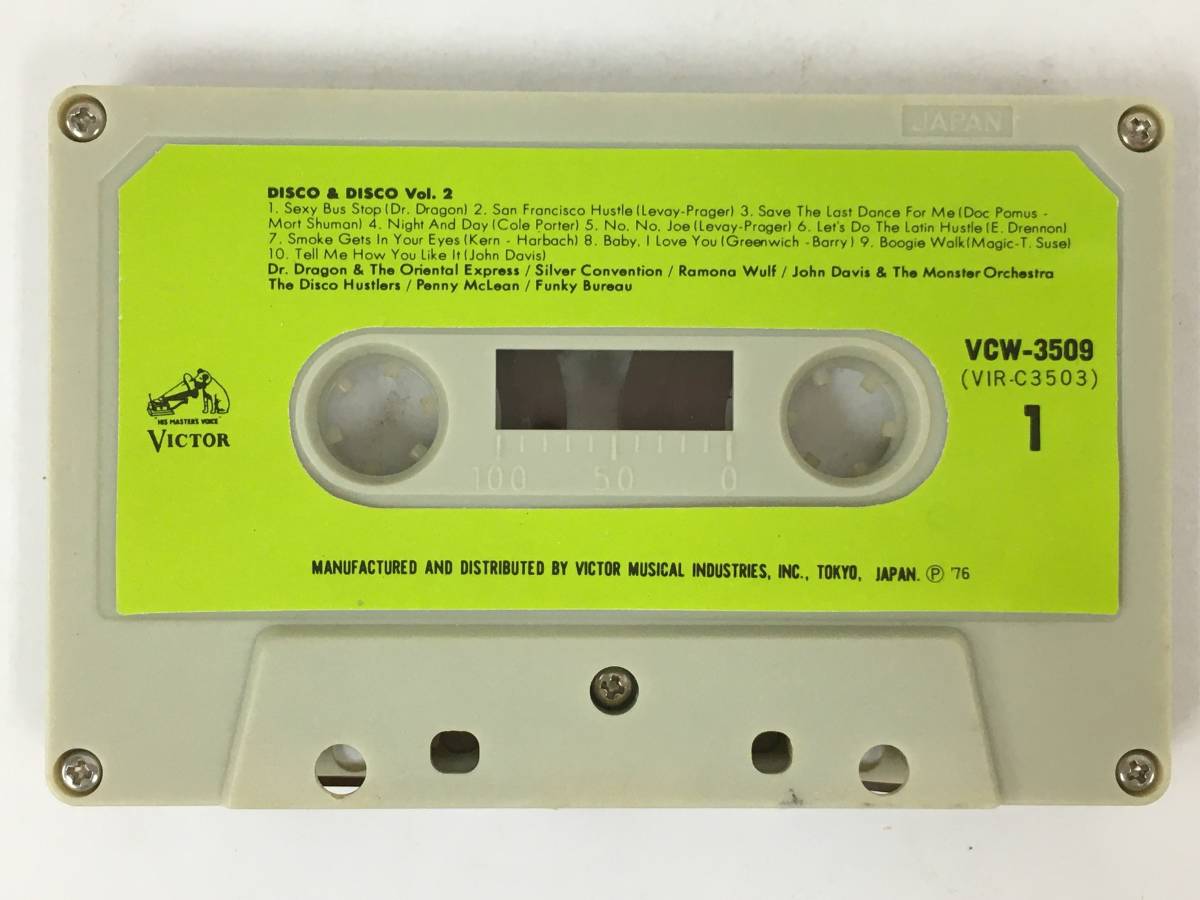 JAPAN
DISCO & DISCO Vol. 2
1. Sexy Bus Stop (Dr. Dragon) 2. San Francisco Hustle (Levay-Prager) 3. Save The Last Dance For Me (Doc Pomus -
Mort Shuman) 4. Night And Day (Cole Porter) 5. No, No, Joe (Levay-Prager) 6. Let's Do The Latin Hustle (E. Drennon)
7. Smoke Gets In Your Eyes (Kern - Harbach) 8. Baby, I Love You (Greenwich - Barry) 9. Boogie Walk (Magic-T. Suse)
10. Tell Me How You Like It (John Davis)
Dr. Dragon & The Oriental Express / Silver Convention / Ramona Wulf / John Davis & The Monster Orchestra
The Disco Hustlers / Penny McLean / Funky Bureau
VCW-3509
(VIR-C3503)
1
"HIS MASTER'S VOICE"
VICTOR
100 50 0
MANUFACTURED AND DISTRIBUTED BY VICTOR MUSICAL INDUSTRIES, INC., TOKYO, JAPAN. Ⓟ '76